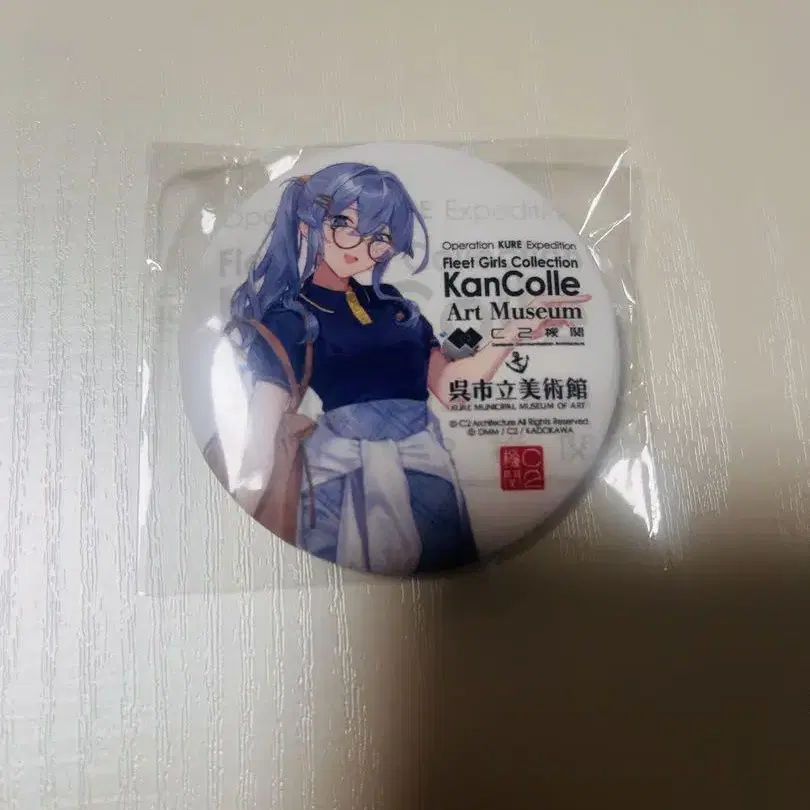 Operation KURE Expedition
Fleet Girls Collection
KanColle
Art Museum
C2機関
呉市立美術館
KURE MUNICIPAL MUSEUM OF ART
© C2 Architecture All Rights Reserved.
© DMM / C2 / KADOKAWA
C2